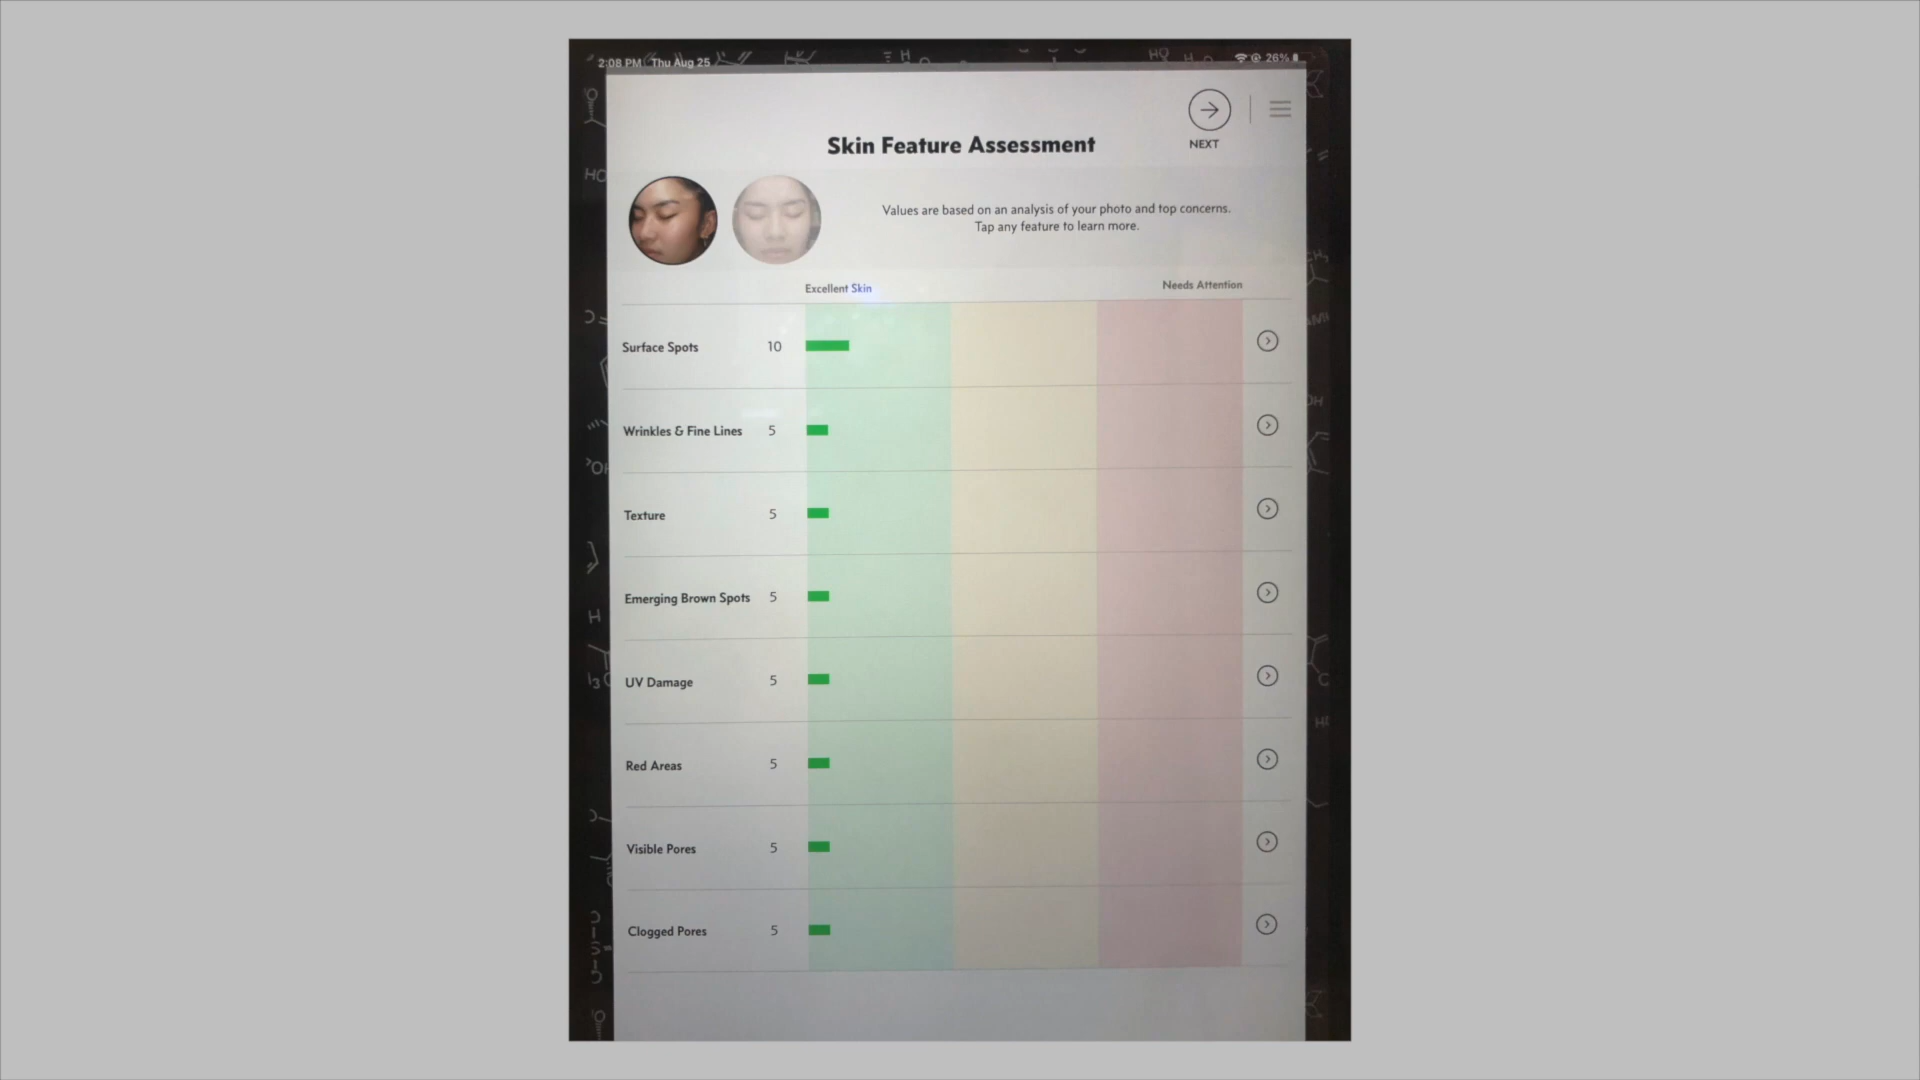 2:08 PM Thu Aug 25
26%
NEXT
Skin Feature Assessment
Values are based on an analysis of your photo and top concerns.
Tap any feature to learn more.
Excellent Skin
Needs Attention
Surface Spots 10
Wrinkles & Fine Lines 5
Texture 5
Emerging Brown Spots 5
UV Damage 5
Red Areas 5
Visible Pores 5
Clogged Pores 5